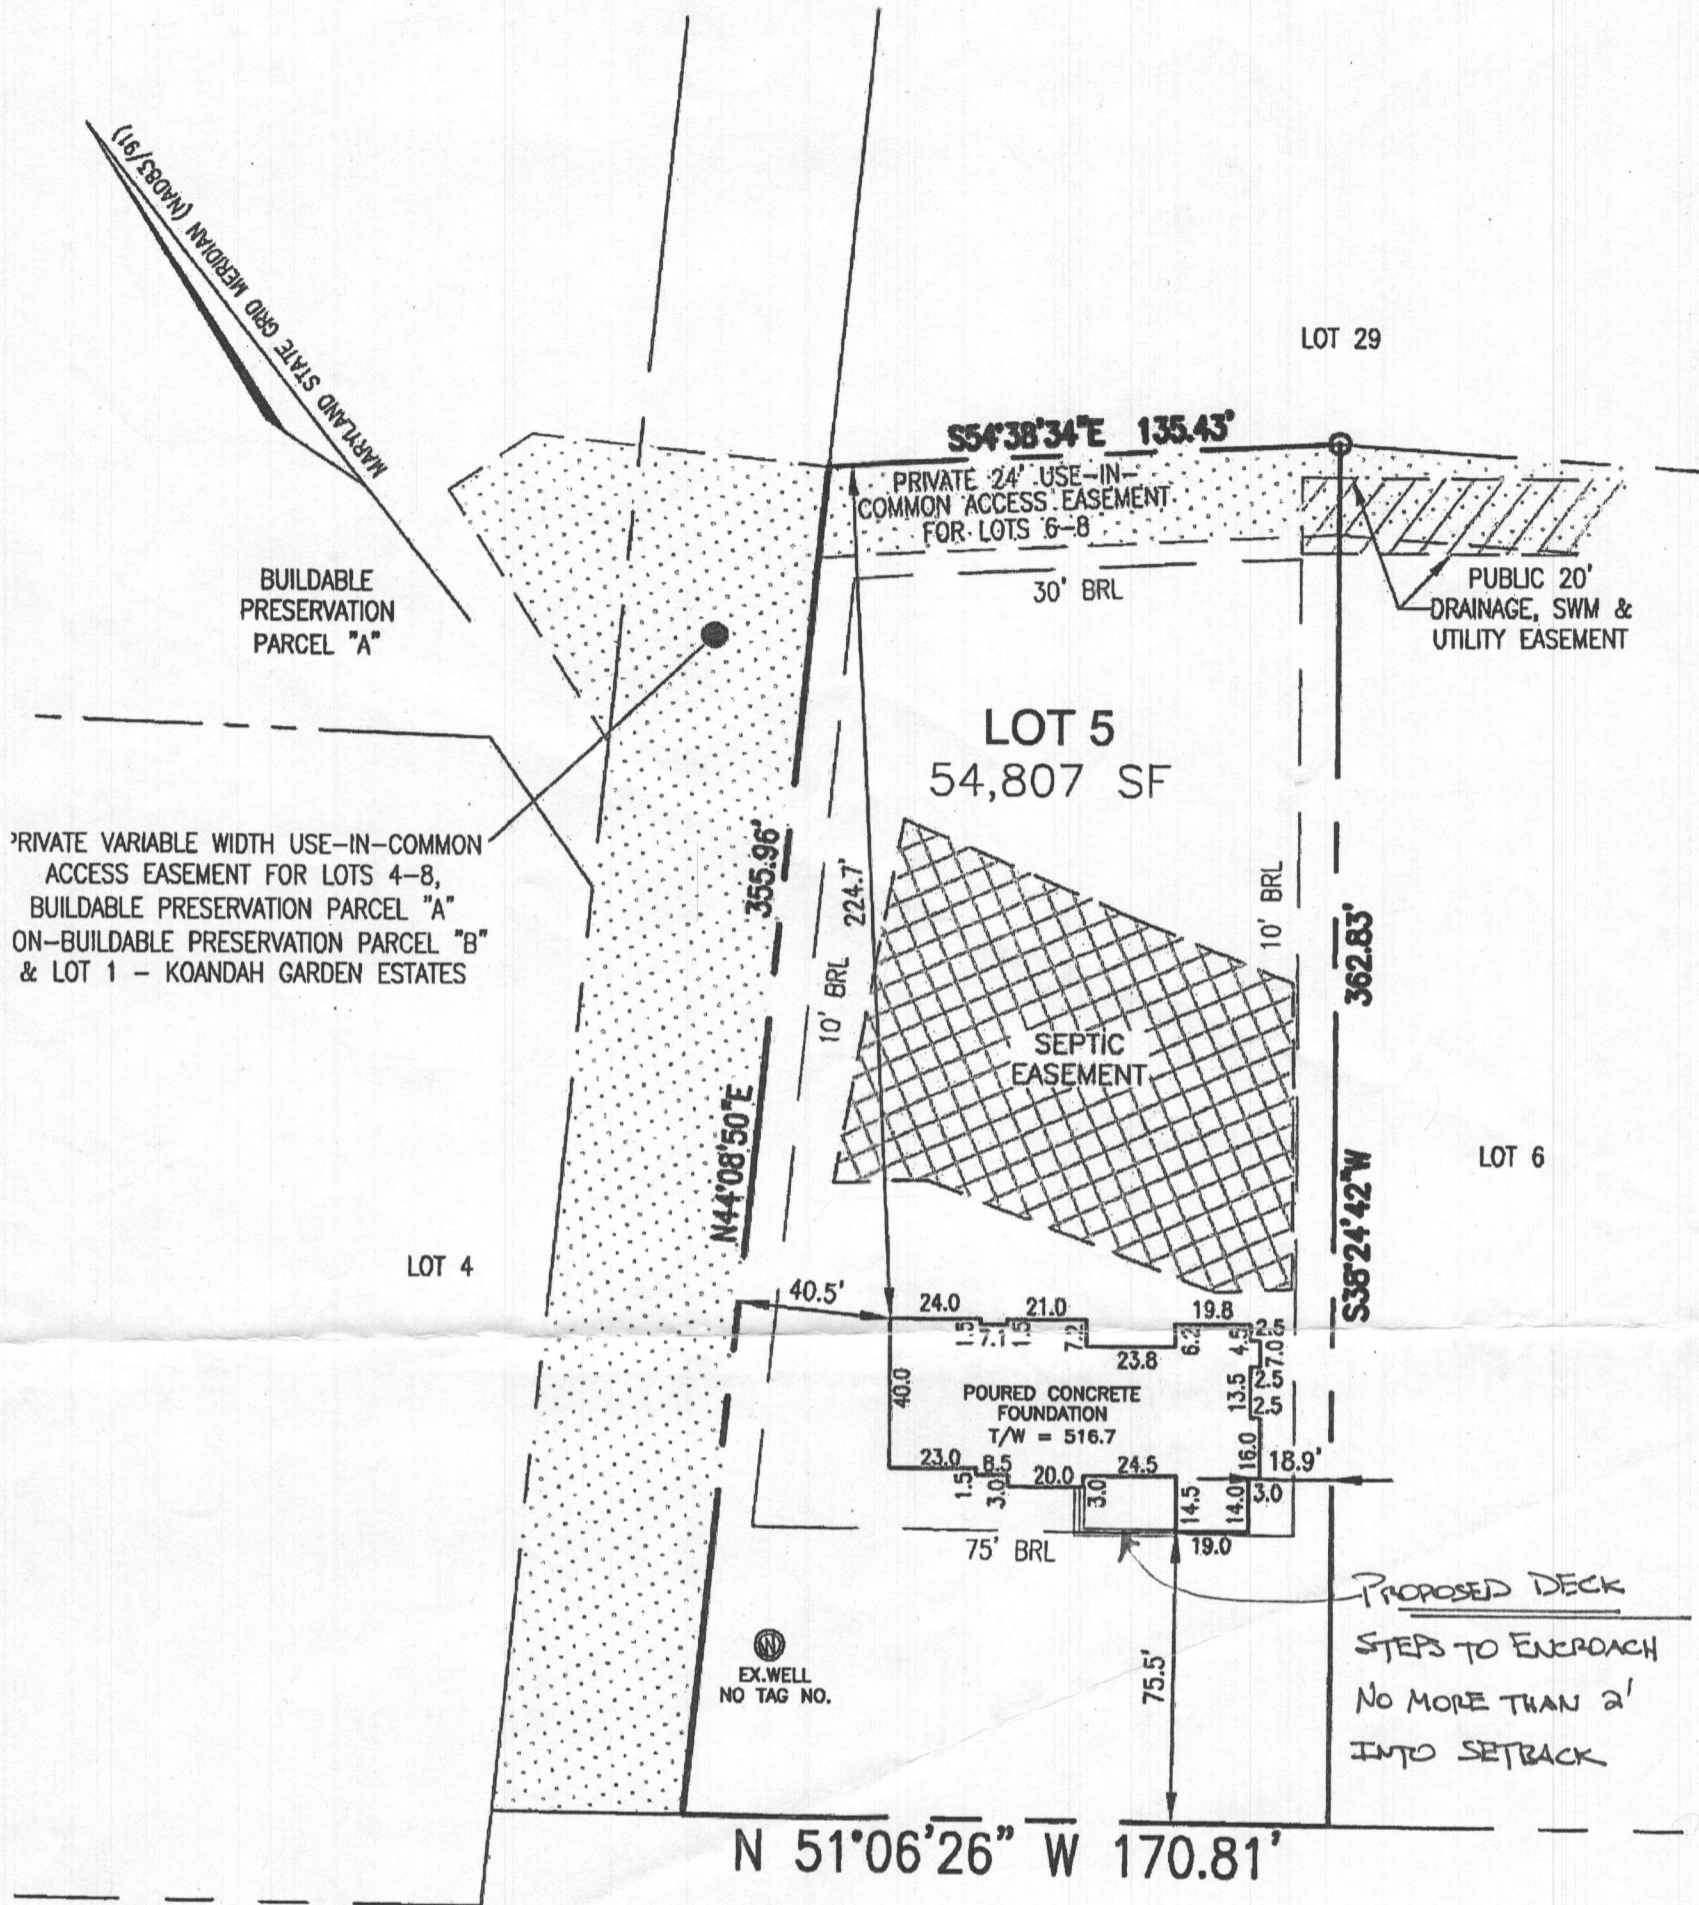 MARYLAND STATE GRID MERIDIAN (NAD83/91)
LOT 29
S54°38'34"E 135.43'
PRIVATE 24' USE-IN-
COMMON ACCESS EASEMENT
FOR LOTS 6-8
30' BRL
PUBLIC 20'
DRAINAGE, SWM &
UTILITY EASEMENT
BUILDABLE
PRESERVATION
PARCEL "A"
LOT 5
54,807 SF
PRIVATE VARIABLE WIDTH USE-IN-COMMON
ACCESS EASEMENT FOR LOTS 4-8,
BUILDABLE PRESERVATION PARCEL "A"
ON-BUILDABLE PRESERVATION PARCEL "B"
& LOT 1 - KOANDAH GARDEN ESTATES
N44°08'50"E 355.96'
10' BRL
224.7'
10' BRL
S38°24'42"W 362.83'
SEPTIC
EASEMENT
LOT 6
LOT 4
40.5'
24.0
1.5
7.1
1.5
21.0
7.2
23.8
6.2
19.8
4.5
2.5
7.0
2.5
13.5
2.5
40.0
POURED CONCRETE
FOUNDATION
T/W = 516.7
16.0
18.9'
23.0
1.5
8.5
3.0
20.0
3.0
24.5
14.5
14.0
3.0
19.0
75' BRL
PROPOSED DECK
STEPS TO ENCROACH
NO MORE THAN 2'
INTO SETBACK
75.5'
W
EX.WELL
NO TAG NO.
N 51°06'26" W 170.81'